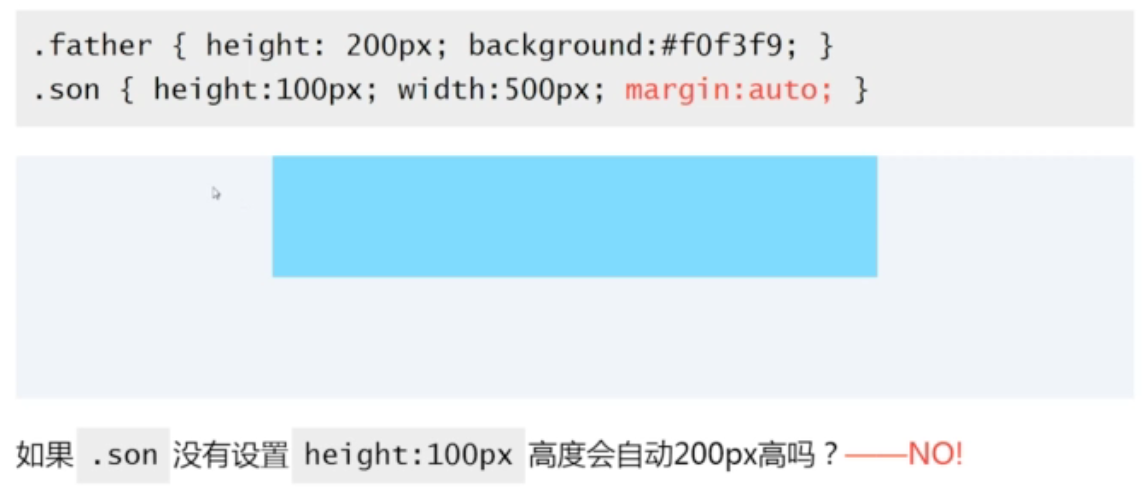 .father { height: 200px; background:#f0f3f9; }
.son { height:100px; width:500px; margin:auto; }
如果 .son 没有设置 height:100px 高度会自动200px高吗？——NO!